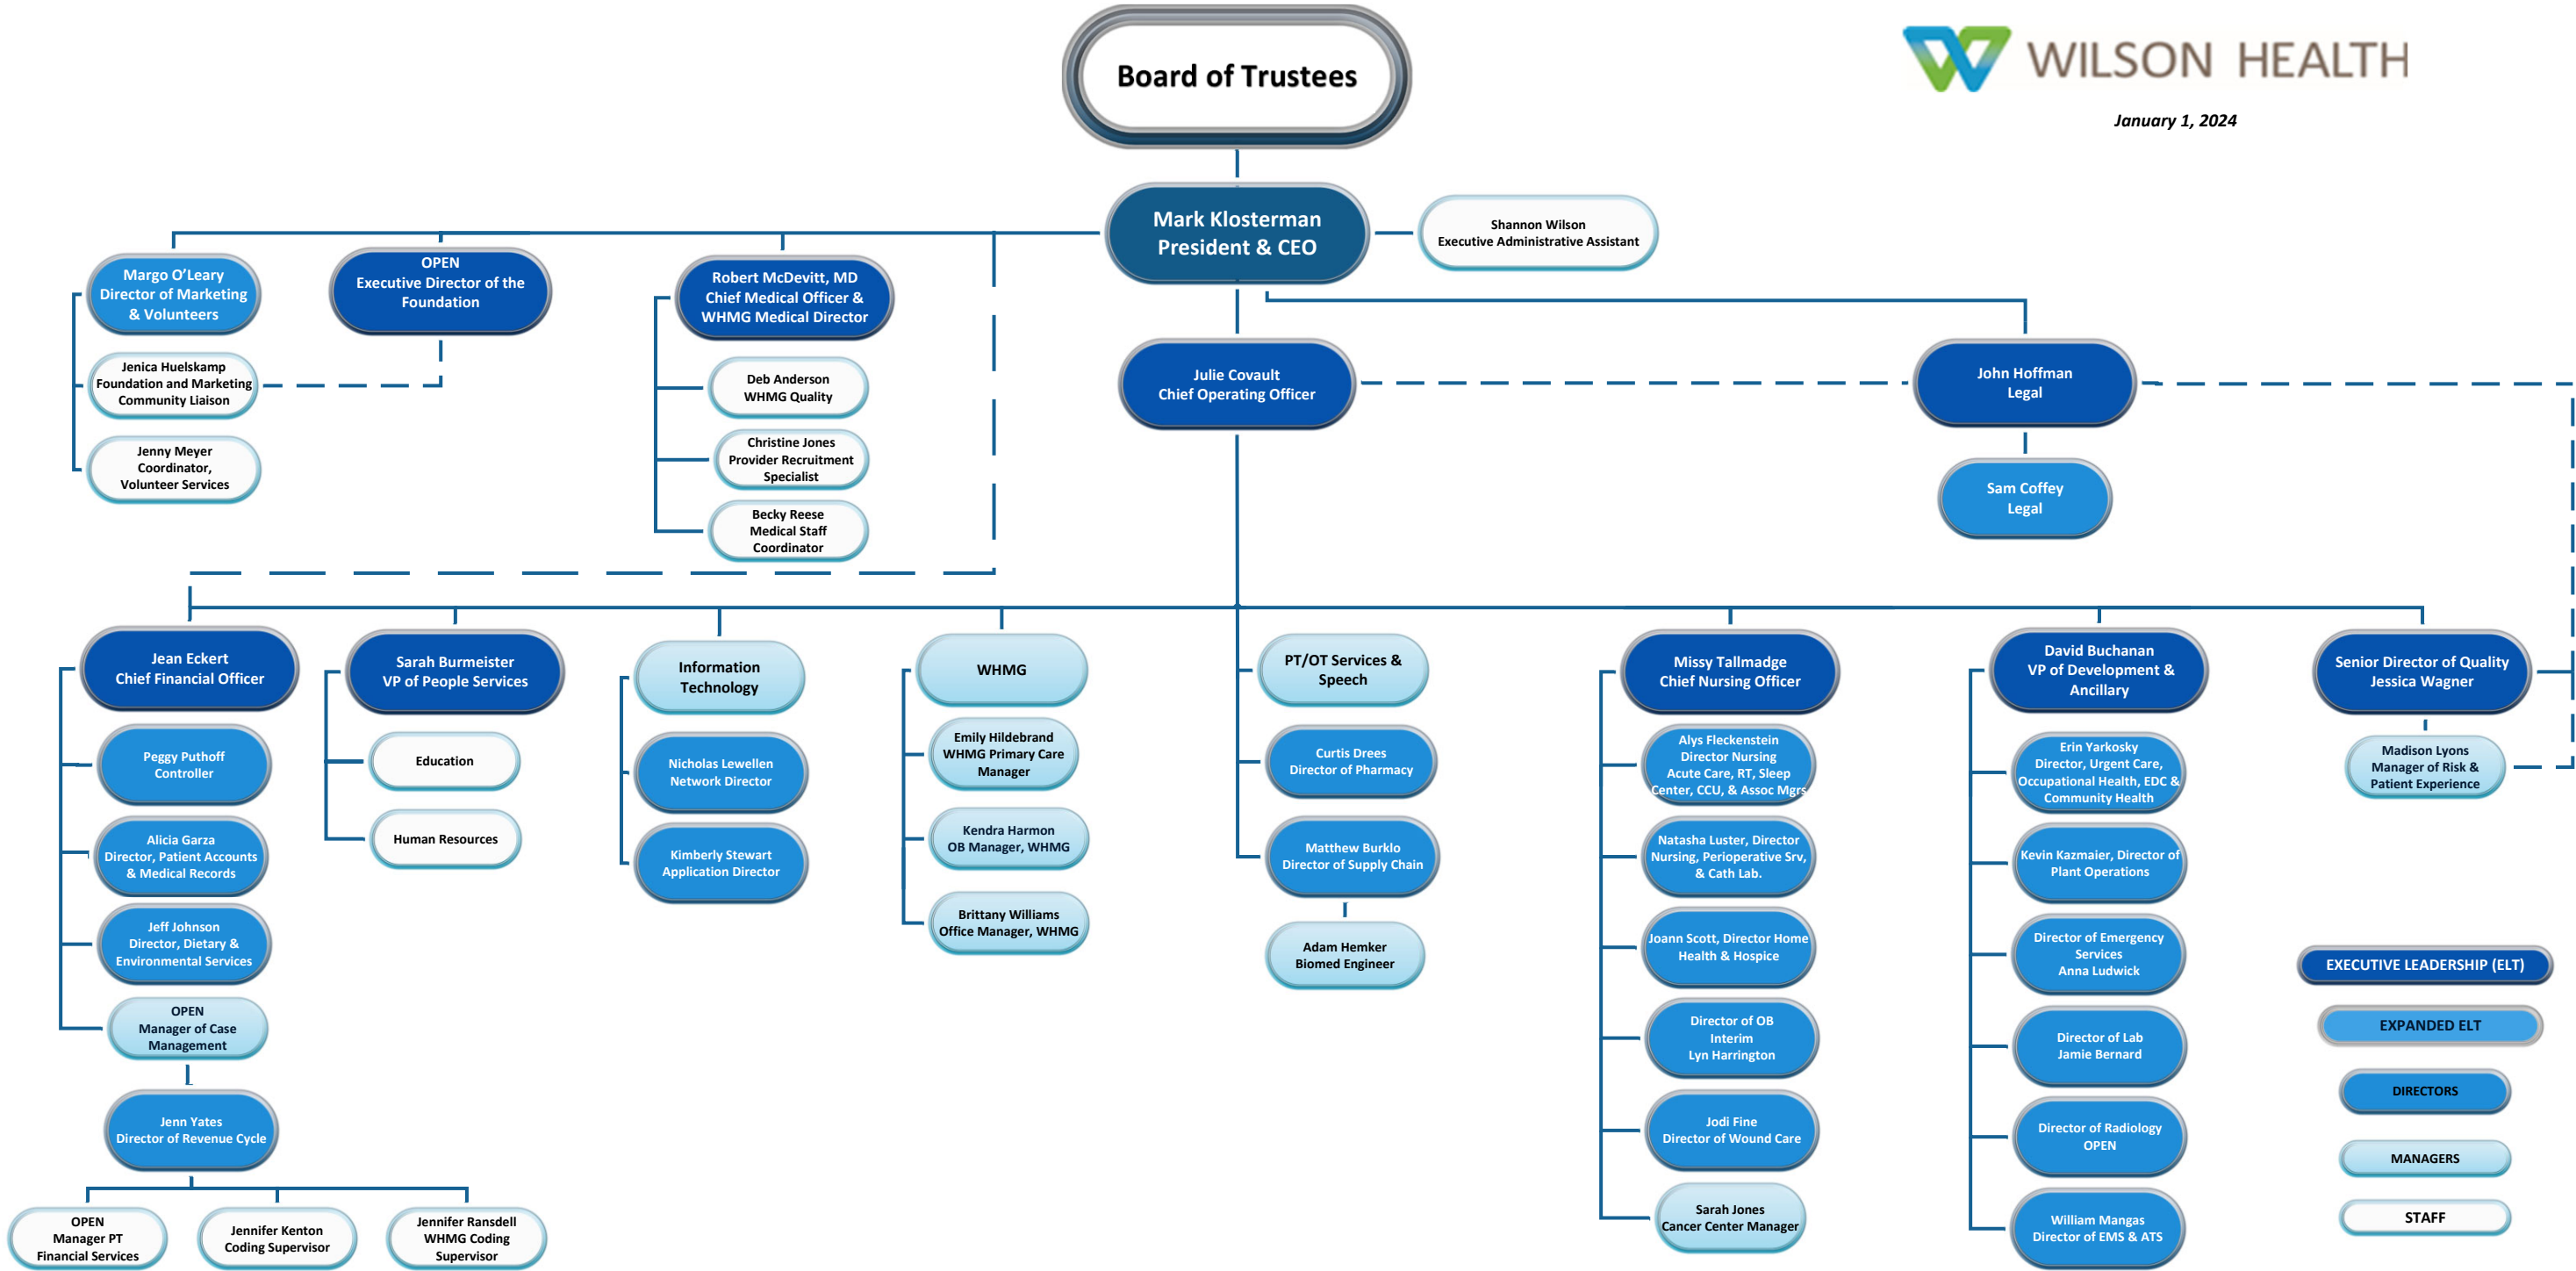 Board of Trustees
WILSON HEALTH
January 1, 2024
Mark Klosterman
President & CEO
Shannon Wilson
Executive Administrative Assistant
Margo O’Leary
Director of Marketing
& Volunteers
OPEN
Executive Director of the
Foundation
Robert McDevitt, MD
Chief Medical Officer &
WHMG Medical Director
Jenica Huelskamp
Foundation and Marketing
Community Liaison
Jenny Meyer
Coordinator,
Volunteer Services
Deb Anderson
WHMG Quality
Christine Jones
Provider Recruitment
Specialist
Becky Reese
Medical Staff
Coordinator
Julie Covault
Chief Operating Officer
John Hoffman
Legal
Sam Coffey
Legal
Jean Eckert
Chief Financial Officer
Peggy Puthoff
Controller
Alicia Garza
Director, Patient Accounts
& Medical Records
Jeff Johnson
Director, Dietary &
Environmental Services
OPEN
Manager of Case
Management
Jenn Yates
Director of Revenue Cycle
OPEN
Manager PT
Financial Services
Jennifer Kenton
Coding Supervisor
Jennifer Ransdell
WHMG Coding
Supervisor
Sarah Burmeister
VP of People Services
Education
Human Resources
Information
Technology
Nicholas Lewellen
Network Director
Kimberly Stewart
Application Director
WHMG
Emily Hildebrand
WHMG Primary Care
Manager
Kendra Harmon
OB Manager, WHMG
Brittany Williams
Office Manager, WHMG
PT/OT Services &
Speech
Curtis Drees
Director of Pharmacy
Matthew Burklo
Director of Supply Chain
Adam Hemker
Biomed Engineer
Missy Tallmadge
Chief Nursing Officer
Alys Fleckenstein
Director Nursing
Acute Care, RT, Sleep
Center, CCU, & Assoc Mgrs
Natasha Luster, Director
Nursing, Perioperative Srv,
& Cath Lab.
Joann Scott, Director Home
Health & Hospice
Director of OB
Interim
Lyn Harrington
Jodi Fine
Director of Wound Care
Sarah Jones
Cancer Center Manager
David Buchanan
VP of Development &
Ancillary
Erin Yarkosky
Director, Urgent Care,
Occupational Health, EDC &
Community Health
Kevin Kazmaier, Director of
Plant Operations
Director of Emergency
Services
Anna Ludwick
Director of Lab
Jamie Bernard
Director of Radiology
OPEN
William Mangas
Director of EMS & ATS
Senior Director of Quality
Jessica Wagner
Madison Lyons
Manager of Risk &
Patient Experience
EXECUTIVE LEADERSHIP (ELT)
EXPANDED ELT
DIRECTORS
MANAGERS
STAFF